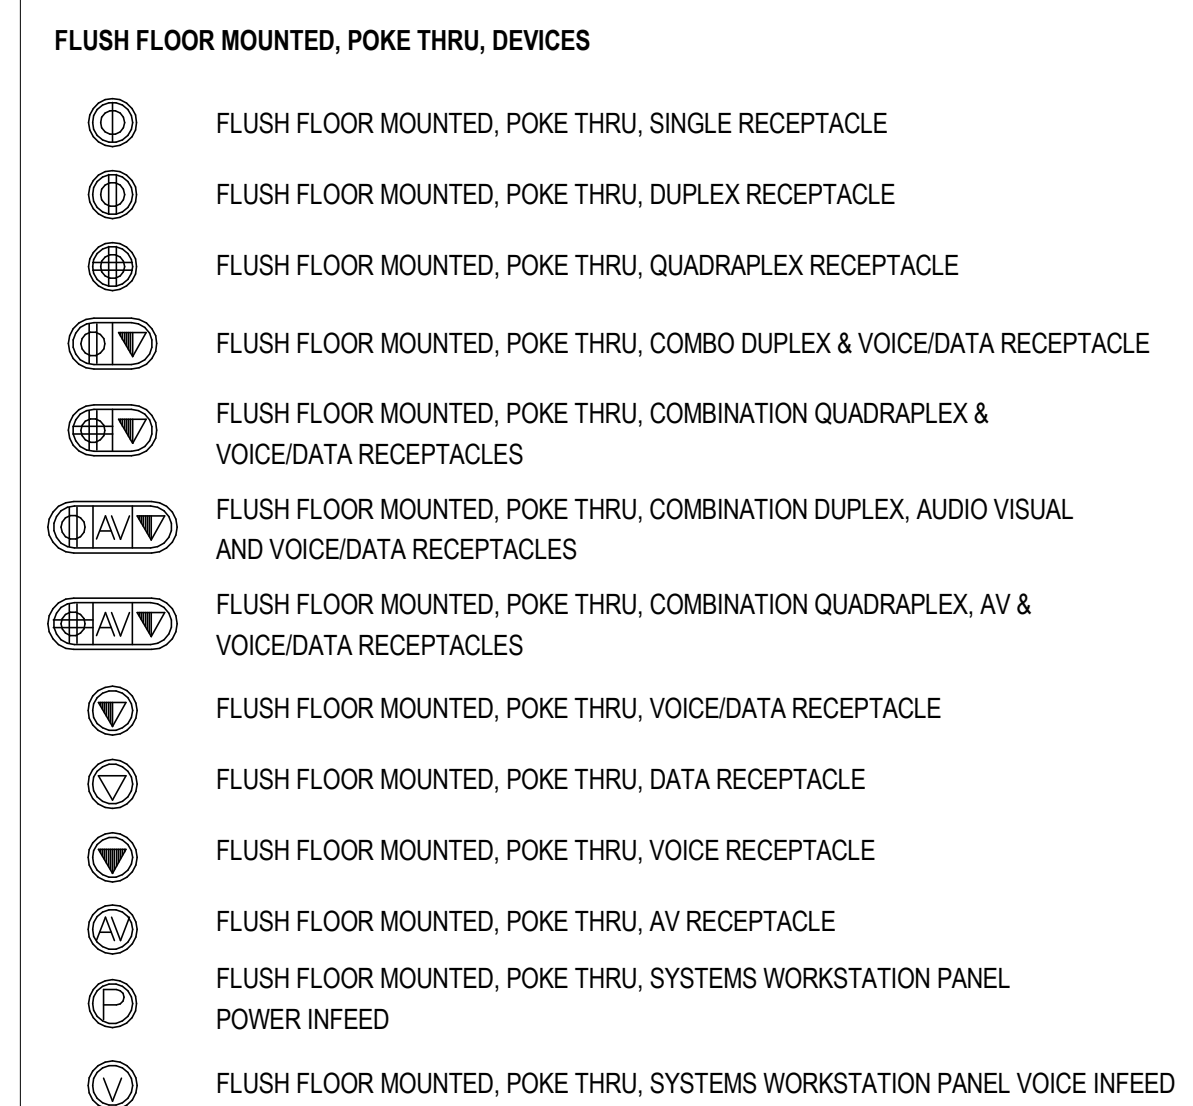 FLUSH FLOOR MOUNTED, POKE THRU, DEVICES
FLUSH FLOOR MOUNTED, POKE THRU, SINGLE RECEPTACLE
FLUSH FLOOR MOUNTED, POKE THRU, DUPLEX RECEPTACLE
FLUSH FLOOR MOUNTED, POKE THRU, QUADRAPLEX RECEPTACLE
FLUSH FLOOR MOUNTED, POKE THRU, COMBO DUPLEX & VOICE/DATA RECEPTACLE
FLUSH FLOOR MOUNTED, POKE THRU, COMBINATION QUADRAPLEX &
VOICE/DATA RECEPTACLES
AV FLUSH FLOOR MOUNTED, POKE THRU, COMBINATION DUPLEX, AUDIO VISUAL
AND VOICE/DATA RECEPTACLES
AV FLUSH FLOOR MOUNTED, POKE THRU, COMBINATION QUADRAPLEX, AV &
VOICE/DATA RECEPTACLES
FLUSH FLOOR MOUNTED, POKE THRU, VOICE/DATA RECEPTACLE
FLUSH FLOOR MOUNTED, POKE THRU, DATA RECEPTACLE
FLUSH FLOOR MOUNTED, POKE THRU, VOICE RECEPTACLE
AV FLUSH FLOOR MOUNTED, POKE THRU, AV RECEPTACLE
P FLUSH FLOOR MOUNTED, POKE THRU, SYSTEMS WORKSTATION PANEL
POWER INFEED
V FLUSH FLOOR MOUNTED, POKE THRU, SYSTEMS WORKSTATION PANEL VOICE INFEED